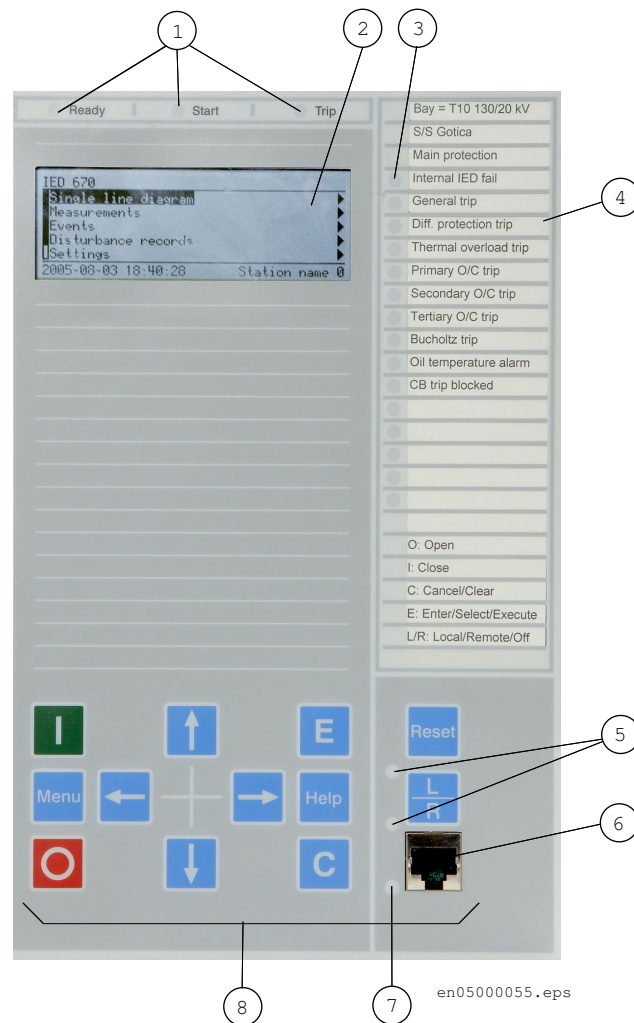 1
2
3
Ready
Start
Trip
IED 670
Single line diagram
Measurements
Events
Disturbance records
Settings
2005-08-03 18:40:28 Station name 0
Bay = T10 130/20 kV
S/S Gotica
Main protection
Internal IED fail
General trip
Diff. protection trip
Thermal overload trip
Primary O/C trip
Secondary O/C trip
Tertiary O/C trip
Bucholtz trip
Oil temperature alarm
CB trip blocked
4
O: Open
I: Close
C: Cancel/Clear
E: Enter/Select/Execute
L/R: Local/Remote/Off
I
E
Reset
5
Menu
Help
L
R
6
O
C
8
7
en05000055.eps